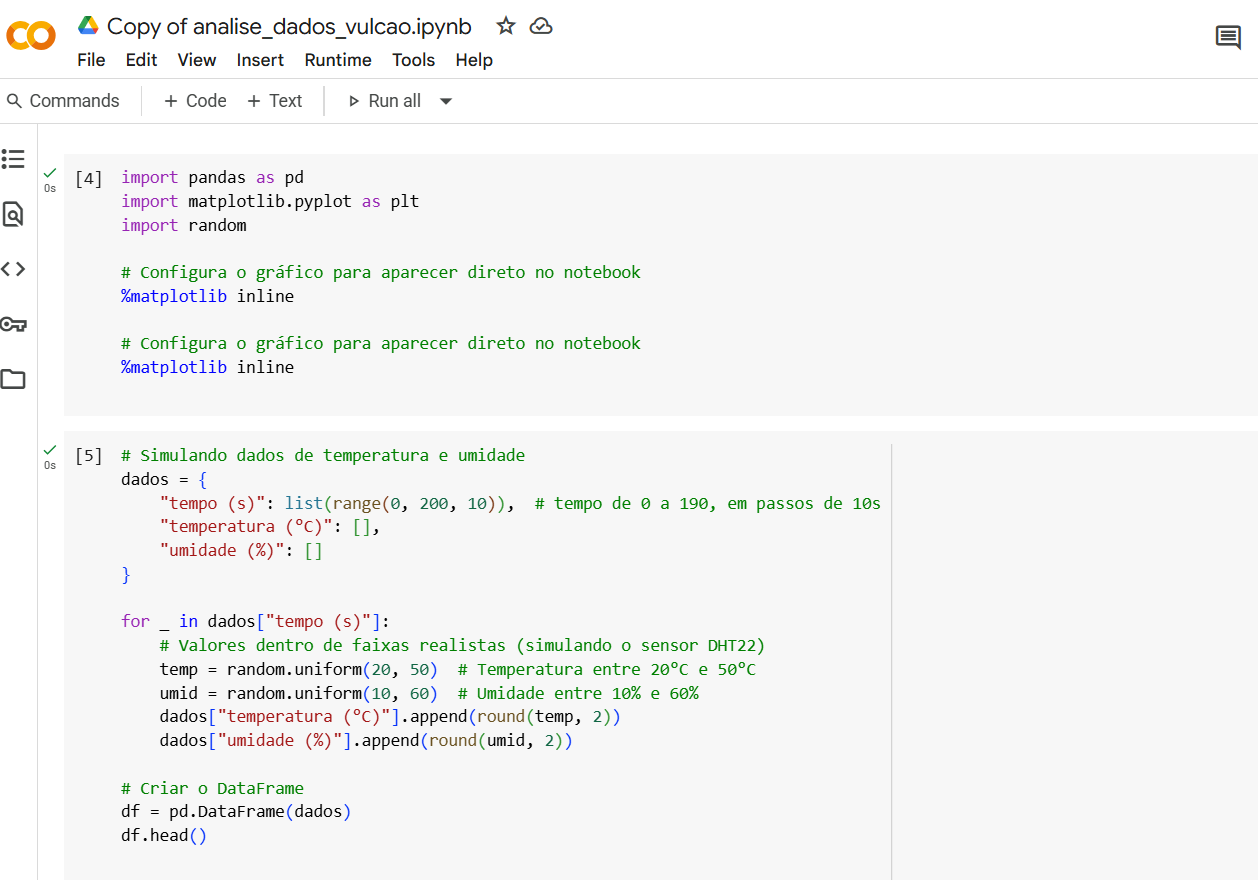 Copy of analise_dados_vulcao.ipynb
File Edit View Insert Runtime Tools Help
Commands + Code + Text Run all
[4] import pandas as pd
0s
import matplotlib.pyplot as plt
import random
# Configura o gráfico para aparecer direto no notebook
%matplotlib inline
# Configura o gráfico para aparecer direto no notebook
%matplotlib inline
[5] # Simulando dados de temperatura e umidade
0s
dados = {
    "tempo (s)": list(range(0, 200, 10)),  # tempo de 0 a 190, em passos de 10s
    "temperatura (ºC)": [],
    "umidade (%)": []
}
for _ in dados["tempo (s)"]:
    # Valores dentro de faixas realistas (simulando o sensor DHT22)
    temp = random.uniform(20, 50)  # Temperatura entre 20ºC e 50ºC
    umid = random.uniform(10, 60)  # Umidade entre 10% e 60%
    dados["temperatura (ºC)"].append(round(temp, 2))
    dados["umidade (%)"].append(round(umid, 2))
# Criar o DataFrame
df = pd.DataFrame(dados)
df.head()